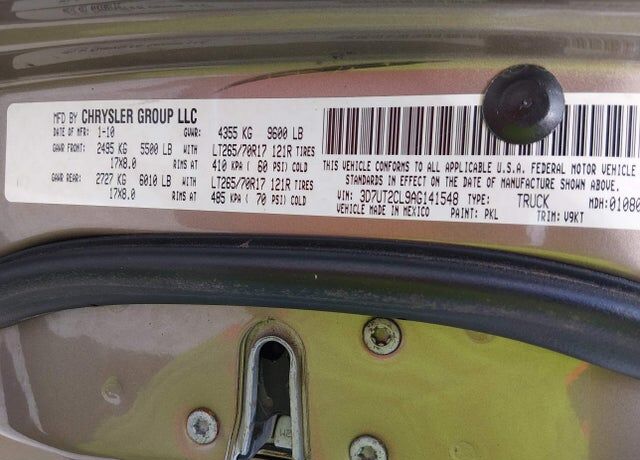 MFD BY CHRYSLER GROUP LLC
DATE OF MFR: 1-10 GVWR: 4355 KG 9600 LB
GAWR FRONT: 2495 KG 5500 LB LT265/70R17 121R TIRES
17X8.0 RIMS AT 410 KPA ( 60 PSI) COLD
GAWR REAR: 2727 KG 6010 LB LT265/70R17 121R TIRES
17X8.0 RIMS AT 485 KPA ( 70 PSI) COLD
THIS VEHICLE CONFORMS TO ALL APPLICABLE U.S.A. FEDERAL MOTOR VEHICLE
STANDARDS IN EFFECT ON THE DATE OF MANUFACTURE SHOWN ABOVE.
VIN: 3D7UT2CL9AG141548 TYPE: TRUCK MDH: 01080
VEHICLE MADE IN MEXICO PAINT: PKL TRIM: V9KT